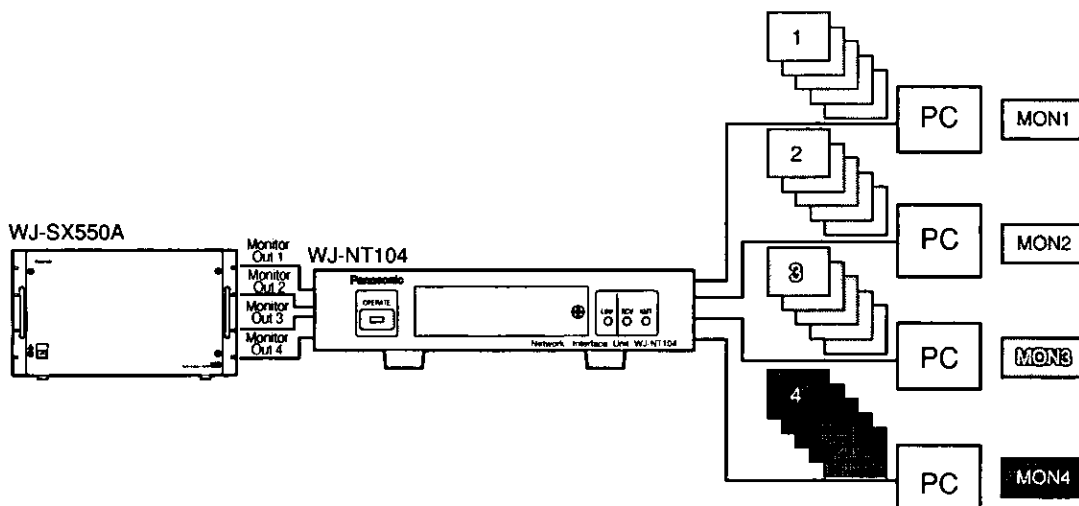 WJ-SX550A
Monitor
Out 1
Monitor
Out 2
Monitor
Out 3
Monitor
Out 4
WJ-NT104
Panasonic
OPERATE
LINK
Network Interface Unit WJ-NT104
1
PC
MON1
2
PC
MON2
3
PC
MON3
4
PC
MON4